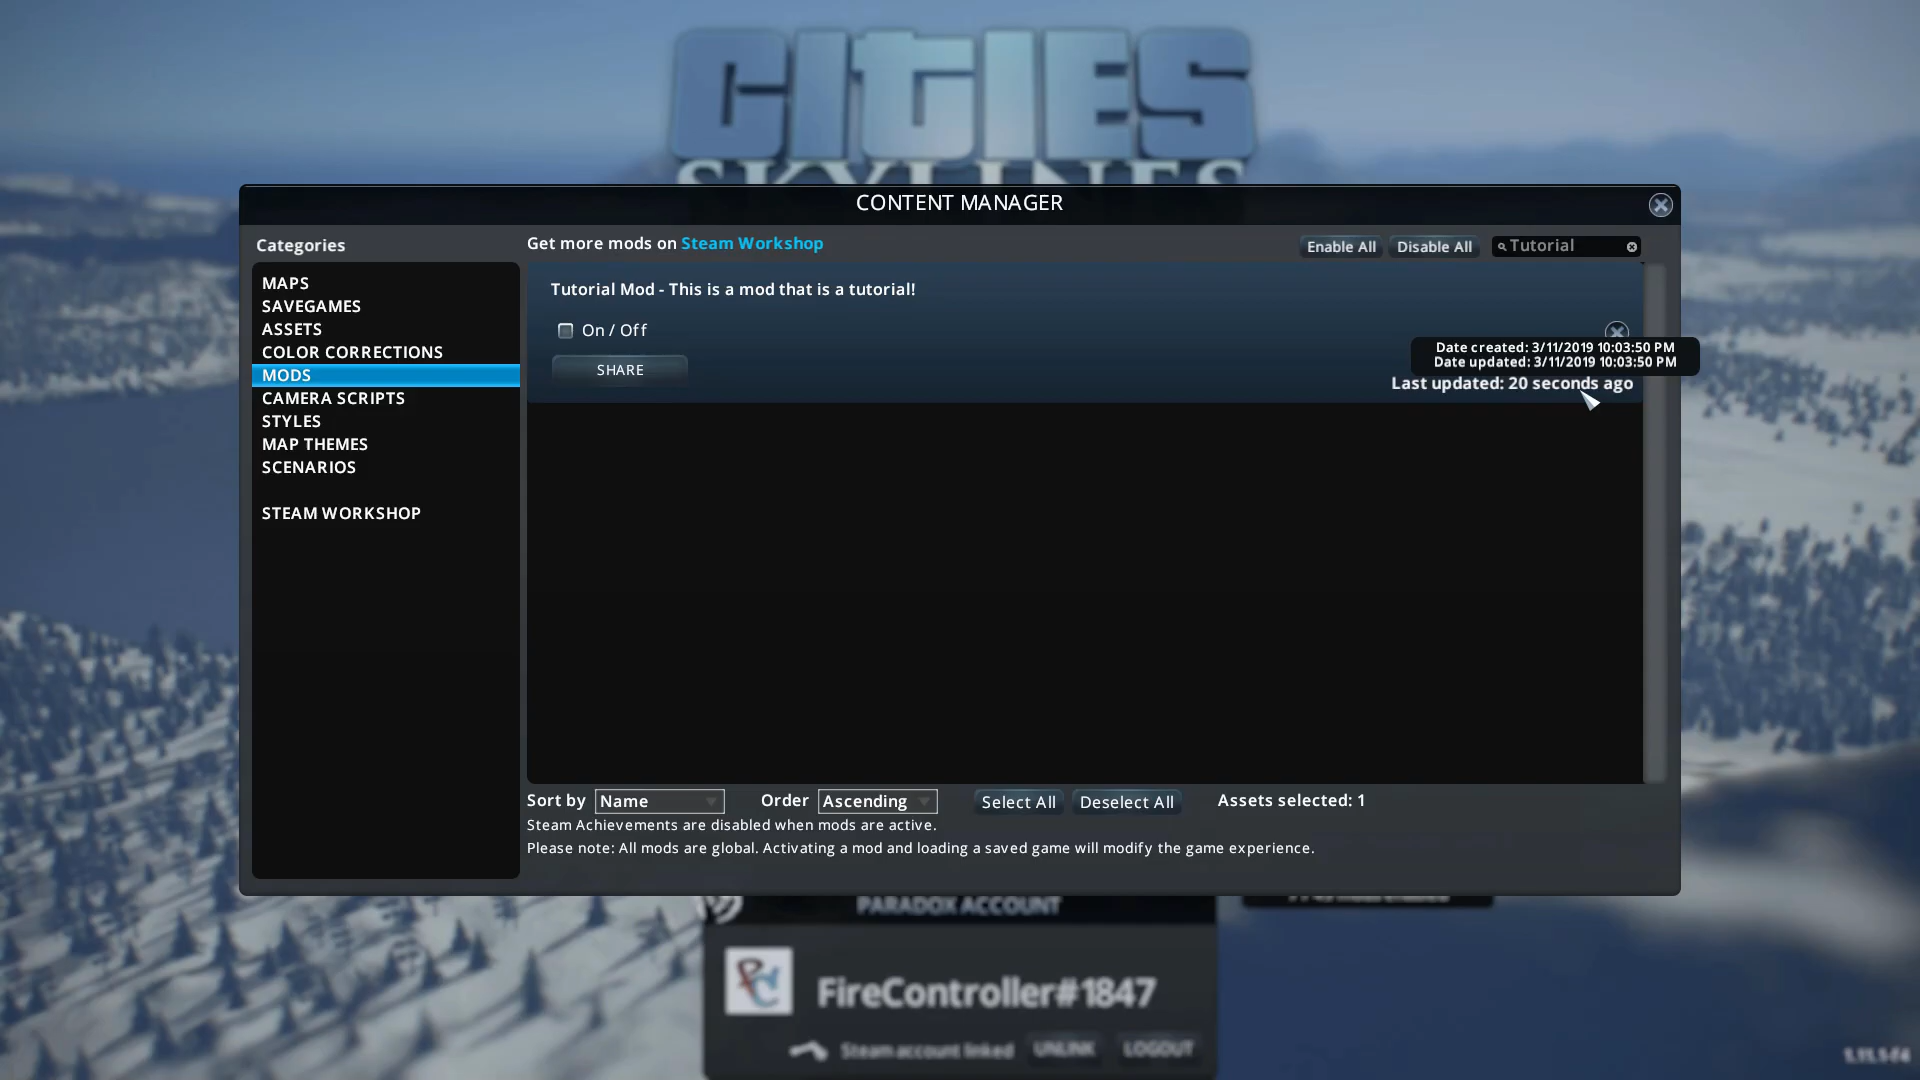 CITIES
SKYLINES
CONTENT MANAGER
Categories
Get more mods on Steam Workshop
Enable All
Disable All
Tutorial
MAPS
SAVEGAMES
ASSETS
COLOR CORRECTIONS
MODS
CAMERA SCRIPTS
STYLES
MAP THEMES
SCENARIOS
STEAM WORKSHOP
Tutorial Mod - This is a mod that is a tutorial!
On / Off
SHARE
Date created: 3/11/2019 10:03:50 PM
Date updated: 3/11/2019 10:03:50 PM
Last updated: 20 seconds ago
Sort by Name Order Ascending Select All Deselect All Assets selected: 1
Steam Achievements are disabled when mods are active.
Please note: All mods are global. Activating a mod and loading a saved game will modify the game experience.
PARADOX ACCOUNT
FireController#1847
Steam account linked UNLINK LOGOUT